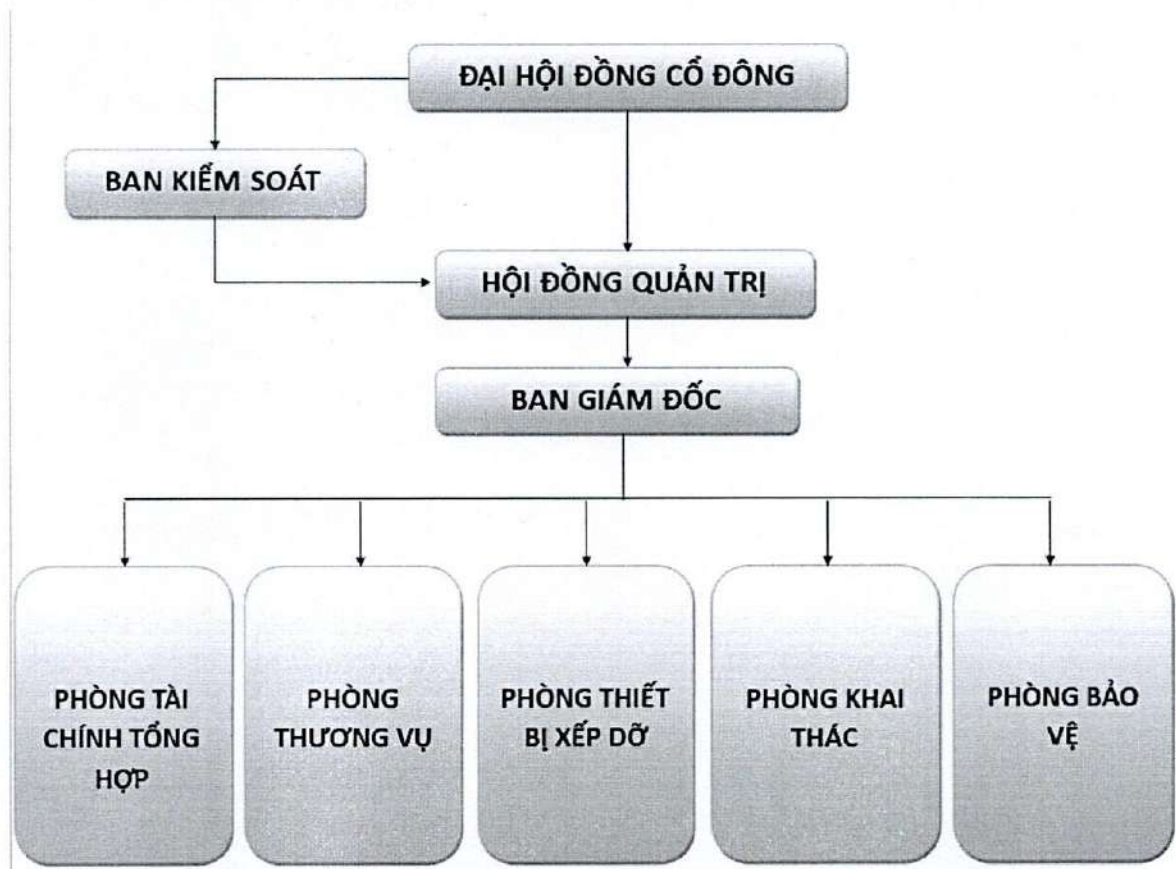 ĐẠI HỘI ĐỒNG CỔ ĐÔNG
BAN KIỂM SOÁT
HỘI ĐỒNG QUẢN TRỊ
BAN GIÁM ĐỐC
PHÒNG TÀI
CHÍNH TỔNG
HỢP
PHÒNG
THƯƠNG VỤ
PHÒNG THIẾT
BỊ XẾP DỠ
PHÒNG KHAI
THÁC
PHÒNG BẢO
VỆ